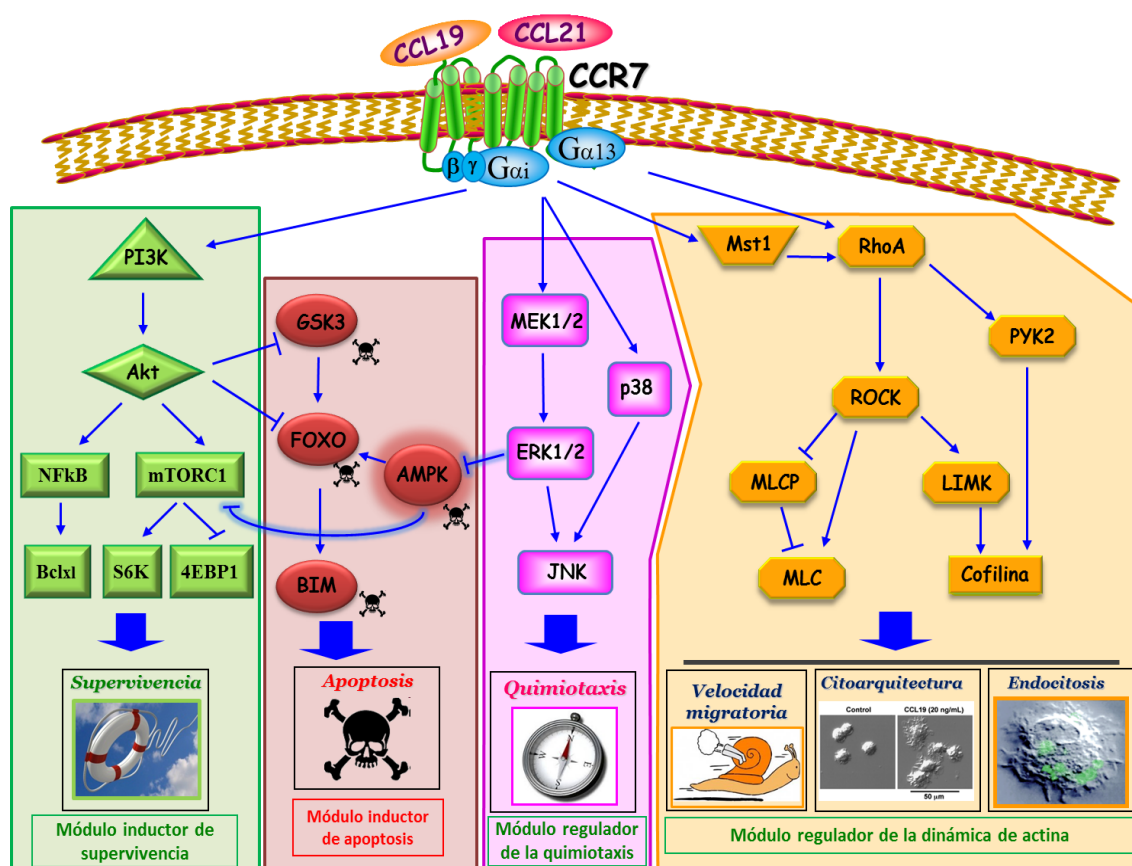 CCL19
CCL21
CCR7
β
γ
Gαi
Gα13
PI3K
Akt
NFkB
mTORC1
Bclxl
S6K
4EBP1
Supervivencia
Módulo inductor de
supervivencia
GSK3
FOXO
AMPK
BIM
Apoptosis
Módulo inductor
de apoptosis
MEK1/2
p38
ERK1/2
JNK
Quimiotaxis
N
E
S
W
Módulo regulador
de la quimiotaxis
Mst1
RhoA
PYK2
ROCK
MLCP
LIMK
MLC
Cofilina
Velocidad
migratoria
Citoarquitectura
Control
CCL19 (20 ng/mL)
50 µm
Endocitosis
Módulo regulador de la dinámica de actina